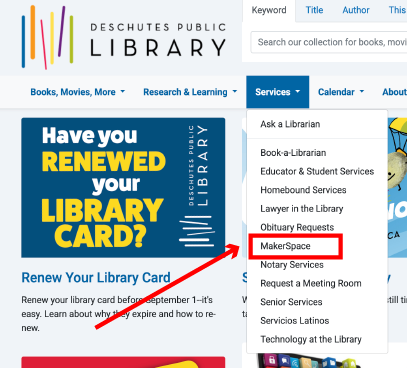 Keyword Title Author This
DESCHUTES PUBLIC
LIBRARY
Search our collection for books, movi
Books, Movies, More Research & Learning Services Calendar About
Have you
RENEWED
your
LIBRARY
CARD?
DESCHUTES PUBLIC
LIBRARY
Ask a Librarian
Book-a-Librarian
Educator & Student Services
Homebound Services
Lawyer in the Library
Obituary Requests
MakerSpace
Notary Services
Request a Meeting Room
Senior Services
Servicios Latinos
Technology at the Library
Renew Your Library Card
Renew your library card before September 1–it's
easy. Learn about why they expire and how to re-
new.
still ti